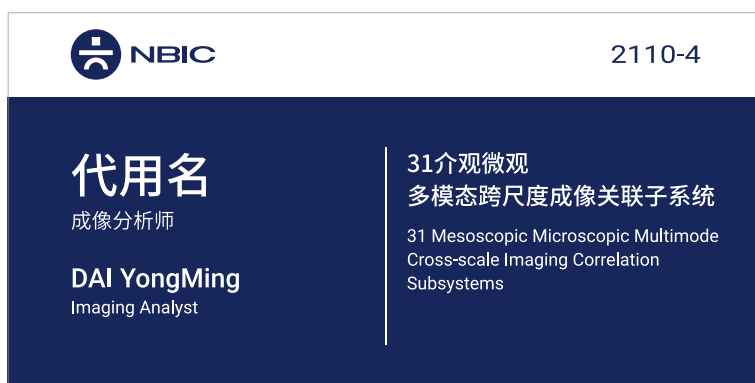 NBIC
2110-4
代用名
成像分析师
DAI YongMing
Imaging Analyst
31介观微观
多模态跨尺度成像关联子系统
31 Mesoscopic Microscopic Multimode
Cross-scale Imaging Correlation
Subsystems